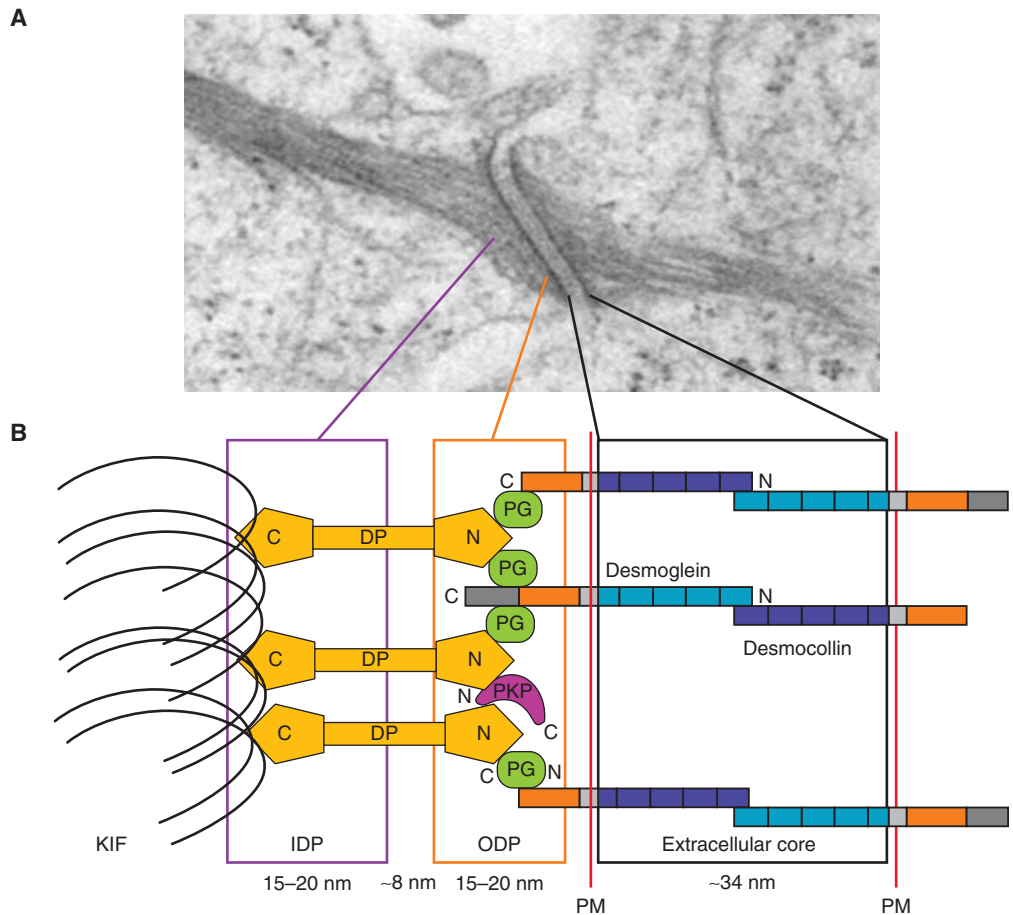 A
B
C
N
PG
C
DP
N
PG
Desmoglein
C
N
PG
Desmocollin
C
DP
N
N
PKP
C
C
DP
N
C
PG
N
KIF
IDP
ODP
Extracellular core
15–20 nm
~8 nm
15–20 nm
~34 nm
PM
PM